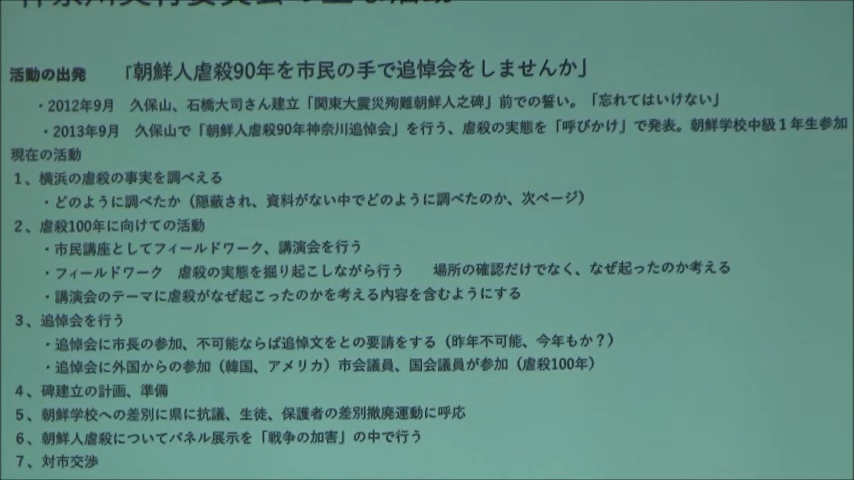 神奈川実行委員会の主な活動
活動の出発　「朝鮮人虐殺90年を市民の手で追悼会をしませんか」
・2012年9月　久保山、石橋大司さん建立「関東大震災殉難朝鮮人之碑」前での誓い。「忘れてはいけない」
・2013年9月　久保山で「朝鮮人虐殺90年神奈川追悼会」を行う、虐殺の実態を「呼びかけ」で発表。朝鮮学校中級１年生参加
現在の活動
１、横浜の虐殺の事実を調べえる
・どのように調べたか（隠蔽され、資料がない中でどのように調べたのか、次ページ）
２、虐殺100年に向けての活動
・市民講座としてフィールドワーク、講演会を行う
・フィールドワーク　虐殺の実態を掘り起こしながら行う　　場所の確認だけでなく、なぜ起ったのか考える
・講演会のテーマに虐殺がなぜ起こったのかを考える内容を含むようにする
３、追悼会を行う
・追悼会に市長の参加、不可能ならば追悼文をとの要請をする（昨年不可能、今年もか？）
・追悼会に外国からの参加（韓国、アメリカ）市会議員、国会議員が参加（虐殺100年）
４、碑建立の計画、準備
５、朝鮮学校への差別に県に抗議、生徒、保護者の差別撤廃運動に呼応
６、朝鮮人虐殺についてパネル展示を「戦争の加害」の中で行う
７、対市交渉